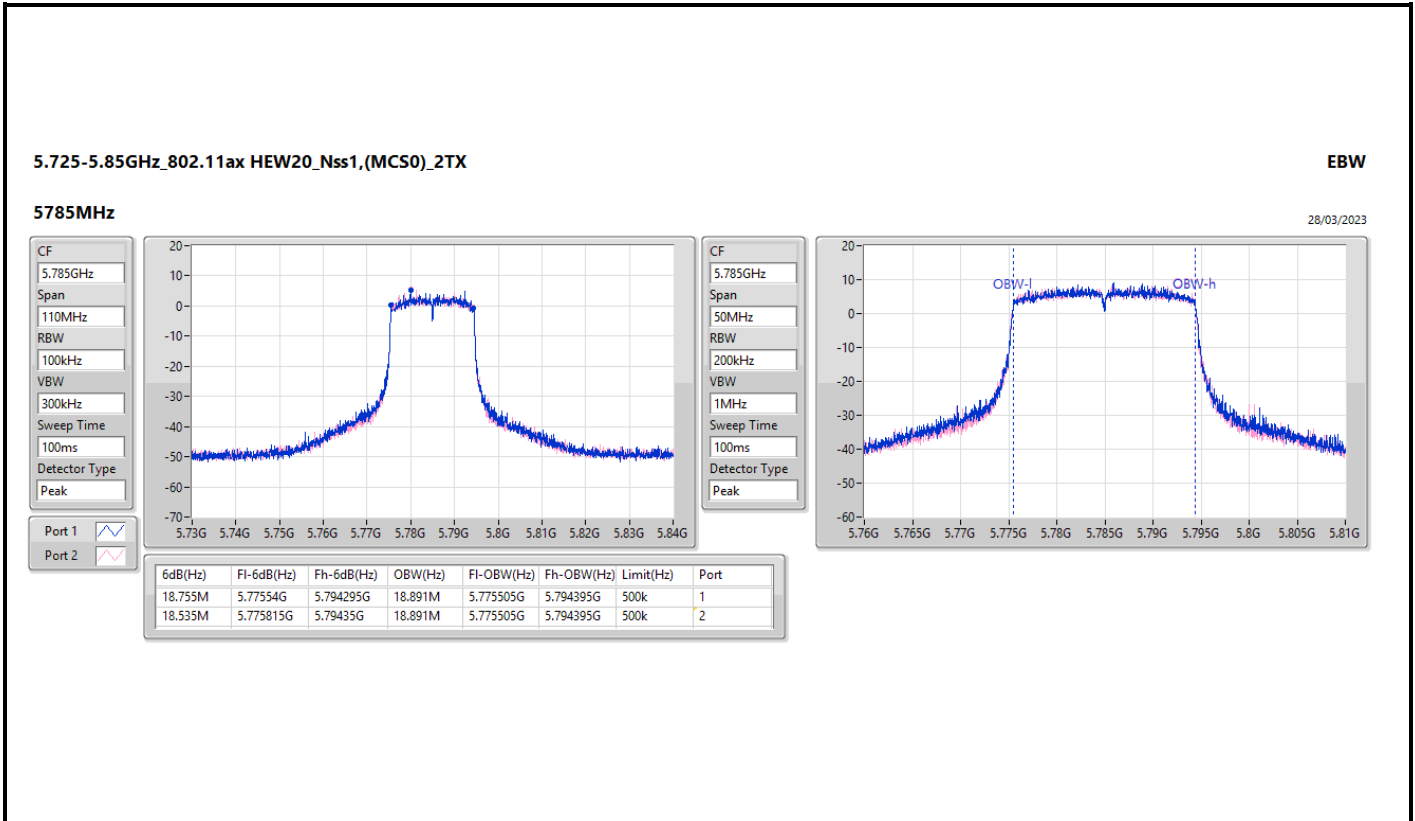 5.725-5.85GHz_802.11ax HEW20_Nss1,(MCS0)_2TX
EBW
5785MHz
28/03/2023
CF
5.785GHz
Span
110MHz
RBW
100kHz
VBW
300kHz
Sweep Time
100ms
Detector Type
Peak
Port 1
Port 2
20
10
0
-10
-20
-30
-40
-50
-60
-70
5.73G 5.74G 5.75G 5.76G 5.77G 5.78G 5.79G 5.8G 5.81G 5.82G 5.83G 5.84G
CF
5.785GHz
Span
50MHz
RBW
200kHz
VBW
1MHz
Sweep Time
100ms
Detector Type
Peak
20
10
0
-10
-20
-30
-40
-50
-60
OBW-l OBW-h
5.76G 5.765G 5.77G 5.775G 5.78G 5.785G 5.79G 5.795G 5.8G 5.805G 5.81G
6dB(Hz) Fl-6dB(Hz) Fh-6dB(Hz) OBW(Hz) Fl-OBW(Hz) Fh-OBW(Hz) Limit(Hz) Port
18.755M 5.77554G 5.794295G 18.891M 5.775505G 5.794395G 500k 1
18.535M 5.775815G 5.79435G 18.891M 5.775505G 5.794395G 500k 2